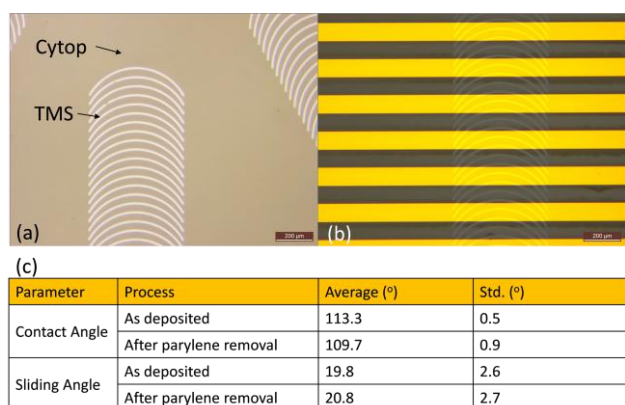 Cytop
TMS
(a)
200 µm
(b)
200 µm
(c)
Parameter Process Average (°) Std. (°)
Contact Angle As deposited 113.3 0.5
After parylene removal 109.7 0.9
Sliding Angle As deposited 19.8 2.6
After parylene removal 20.8 2.7